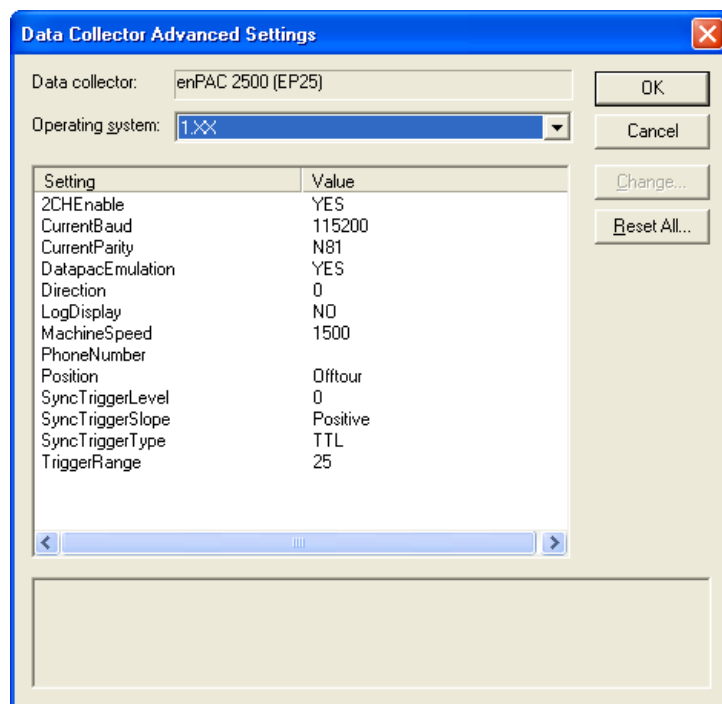 Data Collector Advanced Settings
Data collector: enPAC 2500 (EP25) OK
Operating system: 1.XX Cancel
Setting Value Change...
2CHEnable YES
CurrentBaud 115200 Reset All...
CurrentParity N81
DatapacEmulation YES
Direction 0
LogDisplay NO
MachineSpeed 1500
PhoneNumber
Position Offtour
SyncTriggerLevel 0
SyncTriggerSlope Positive
SyncTriggerType TTL
TriggerRange 25